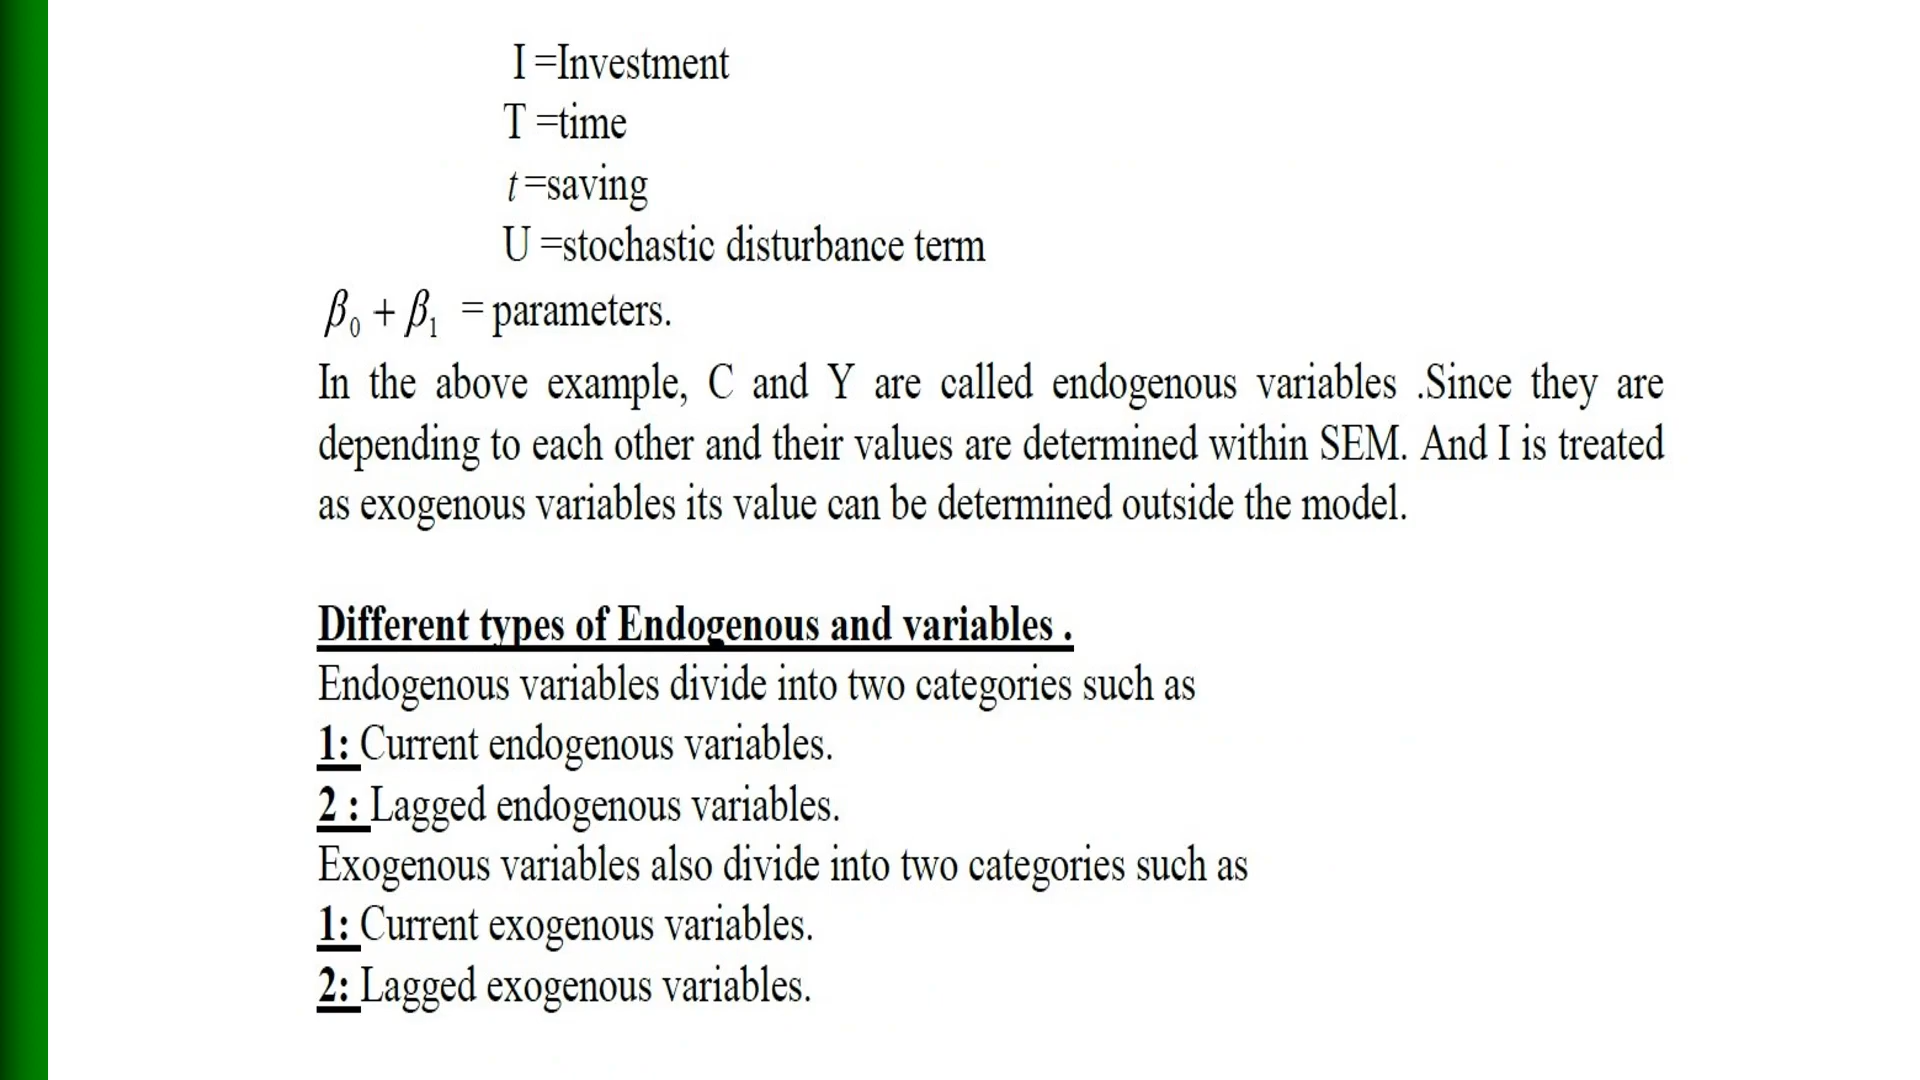 I =Investment
T =time
t =saving
U =stochastic disturbance term
β₀ + β₁ = parameters.
In the above example, C and Y are called endogenous variables .Since they are
depending to each other and their values are determined within SEM. And I is treated
as exogenous variables its value can be determined outside the model.
Different types of Endogenous and variables .
Endogenous variables divide into two categories such as
1: Current endogenous variables.
2 : Lagged endogenous variables.
Exogenous variables also divide into two categories such as
1: Current exogenous variables.
2: Lagged exogenous variables.